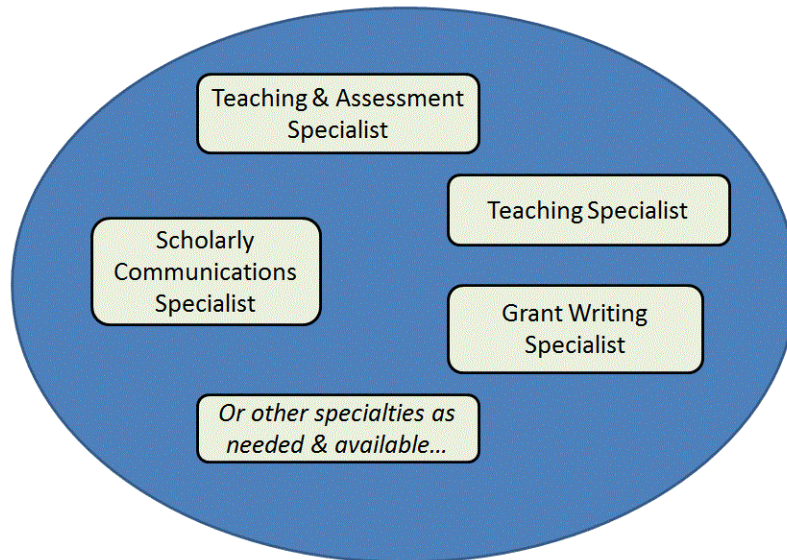 Teaching & Assessment
Specialist
Teaching Specialist
Scholarly
Communications
Specialist
Grant Writing
Specialist
Or other specialties as
needed & available...